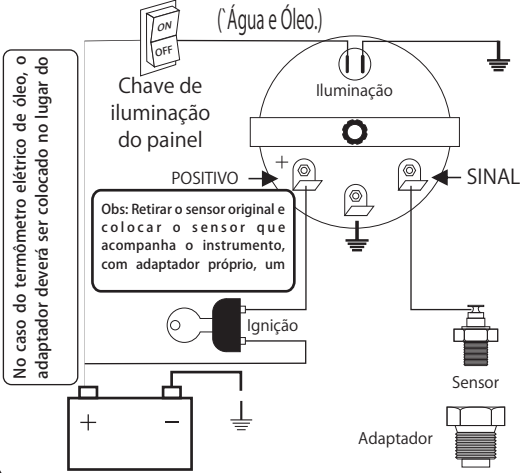 (`Água e Óleo.)
ON
OFF
Chave de
iluminação
do painel
No caso do termômetro elétrico de óleo, o
adaptador deverá ser colocado no lugar do
Iluminação
+
POSITIVO
SINAL
Obs: Retirar o sensor original e
colocar o sensor que
acompanha o instrumento,
com adaptador próprio, um
Ignição
Sensor
+ –
Adaptador